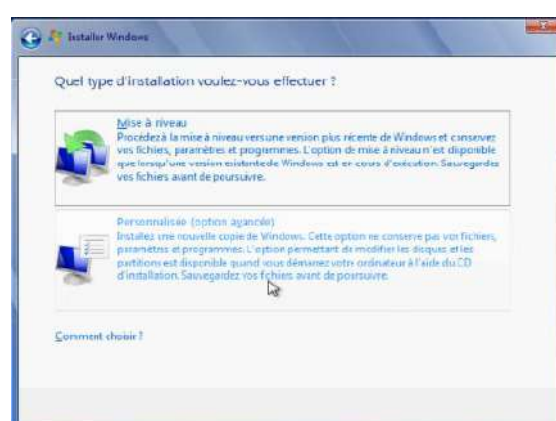 Installer Windows
Quel type d'installation voulez-vous effectuer ?
Mise à niveau
Procédez à la mise à niveau vers une version plus récente de Windows et conservez
vos fichiers, paramètres et programmes. L'option de mise à niveau n'est disponible
que lorsqu'une version existante de Windows est en cours d'exécution. Sauvegardez
vos fichiers avant de poursuivre.
Personnalisée (option avancée)
Installez une nouvelle copie de Windows. Cette option ne conserve pas vos fichiers,
paramètres et programmes. L'option permettant de modifier les disques et les
partitions est disponible quand vous démarrez votre ordinateur à l'aide du CD
d'installation. Sauvegardez vos fichiers avant de poursuivre.
Comment choisir ?